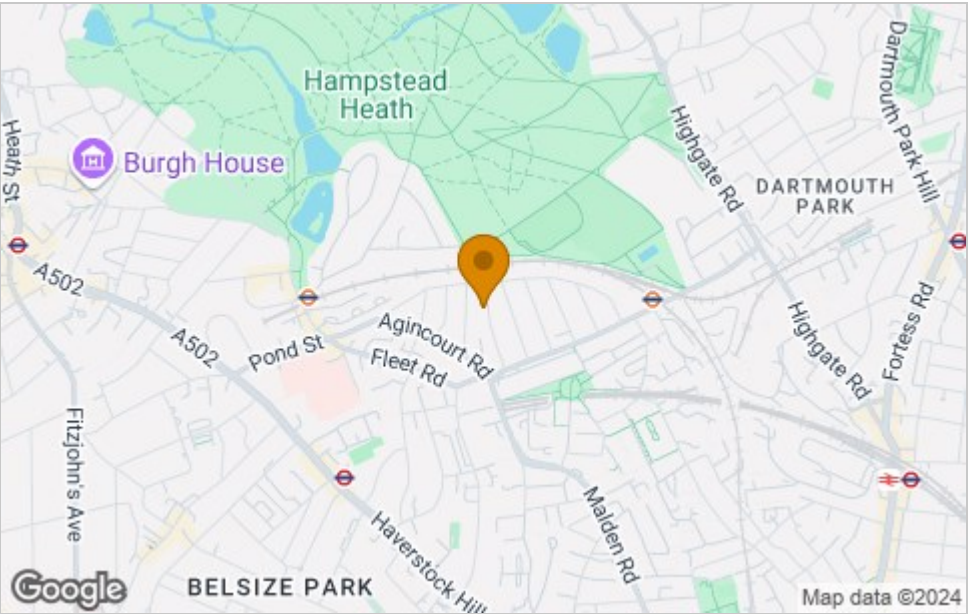 Hampstead
Heath
Heath St
Burgh House
Highgate Rd
Dartmouth Park Hill
DARTMOUTH
PARK
A502
A502
Pond St
Agincourt Rd
Fleet Rd
Highgate Rd
Fortess Rd
Fitzjohn's Ave
Malden Rd
Haverstock Hill
BELSIZE PARK
Google
Map data ©2024